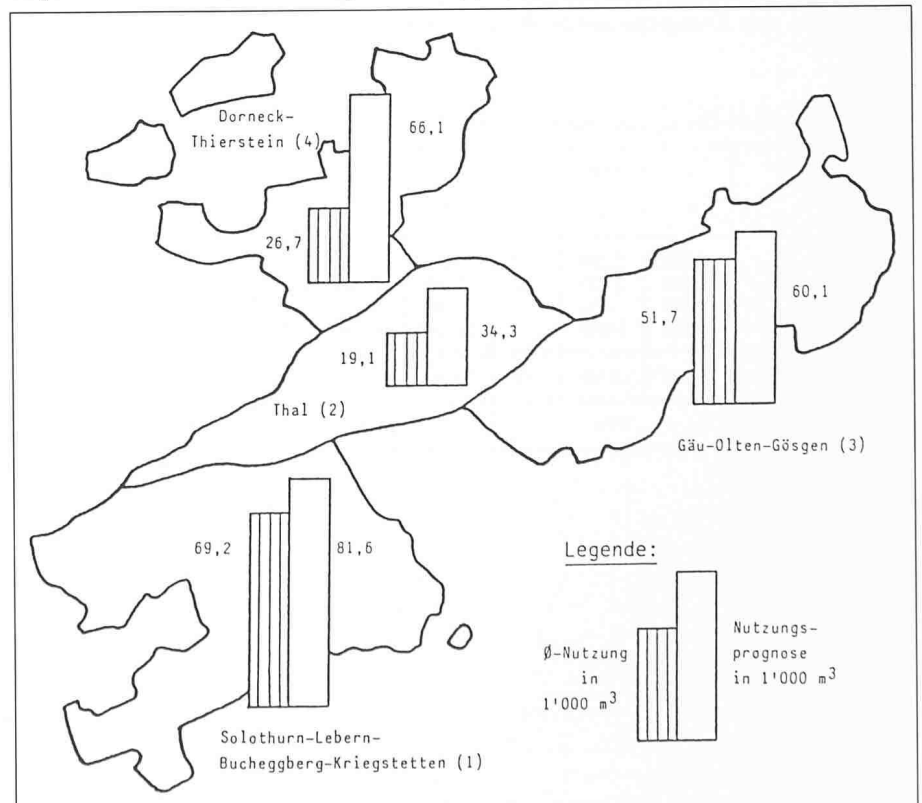 Dorneck-
Thierstein (4)
66,1
26,7
60,1
51,7
34,3
19,1
Thal (2)
Gäu-Olten-Gösgen (3)
69,2
81,6
Legende:
Ø-Nutzung
in
1'000 m³
Nutzungs-
prognose
in 1'000 m³
Solothurn-Lebern-
Bucheggberg-Kriegstetten (1)